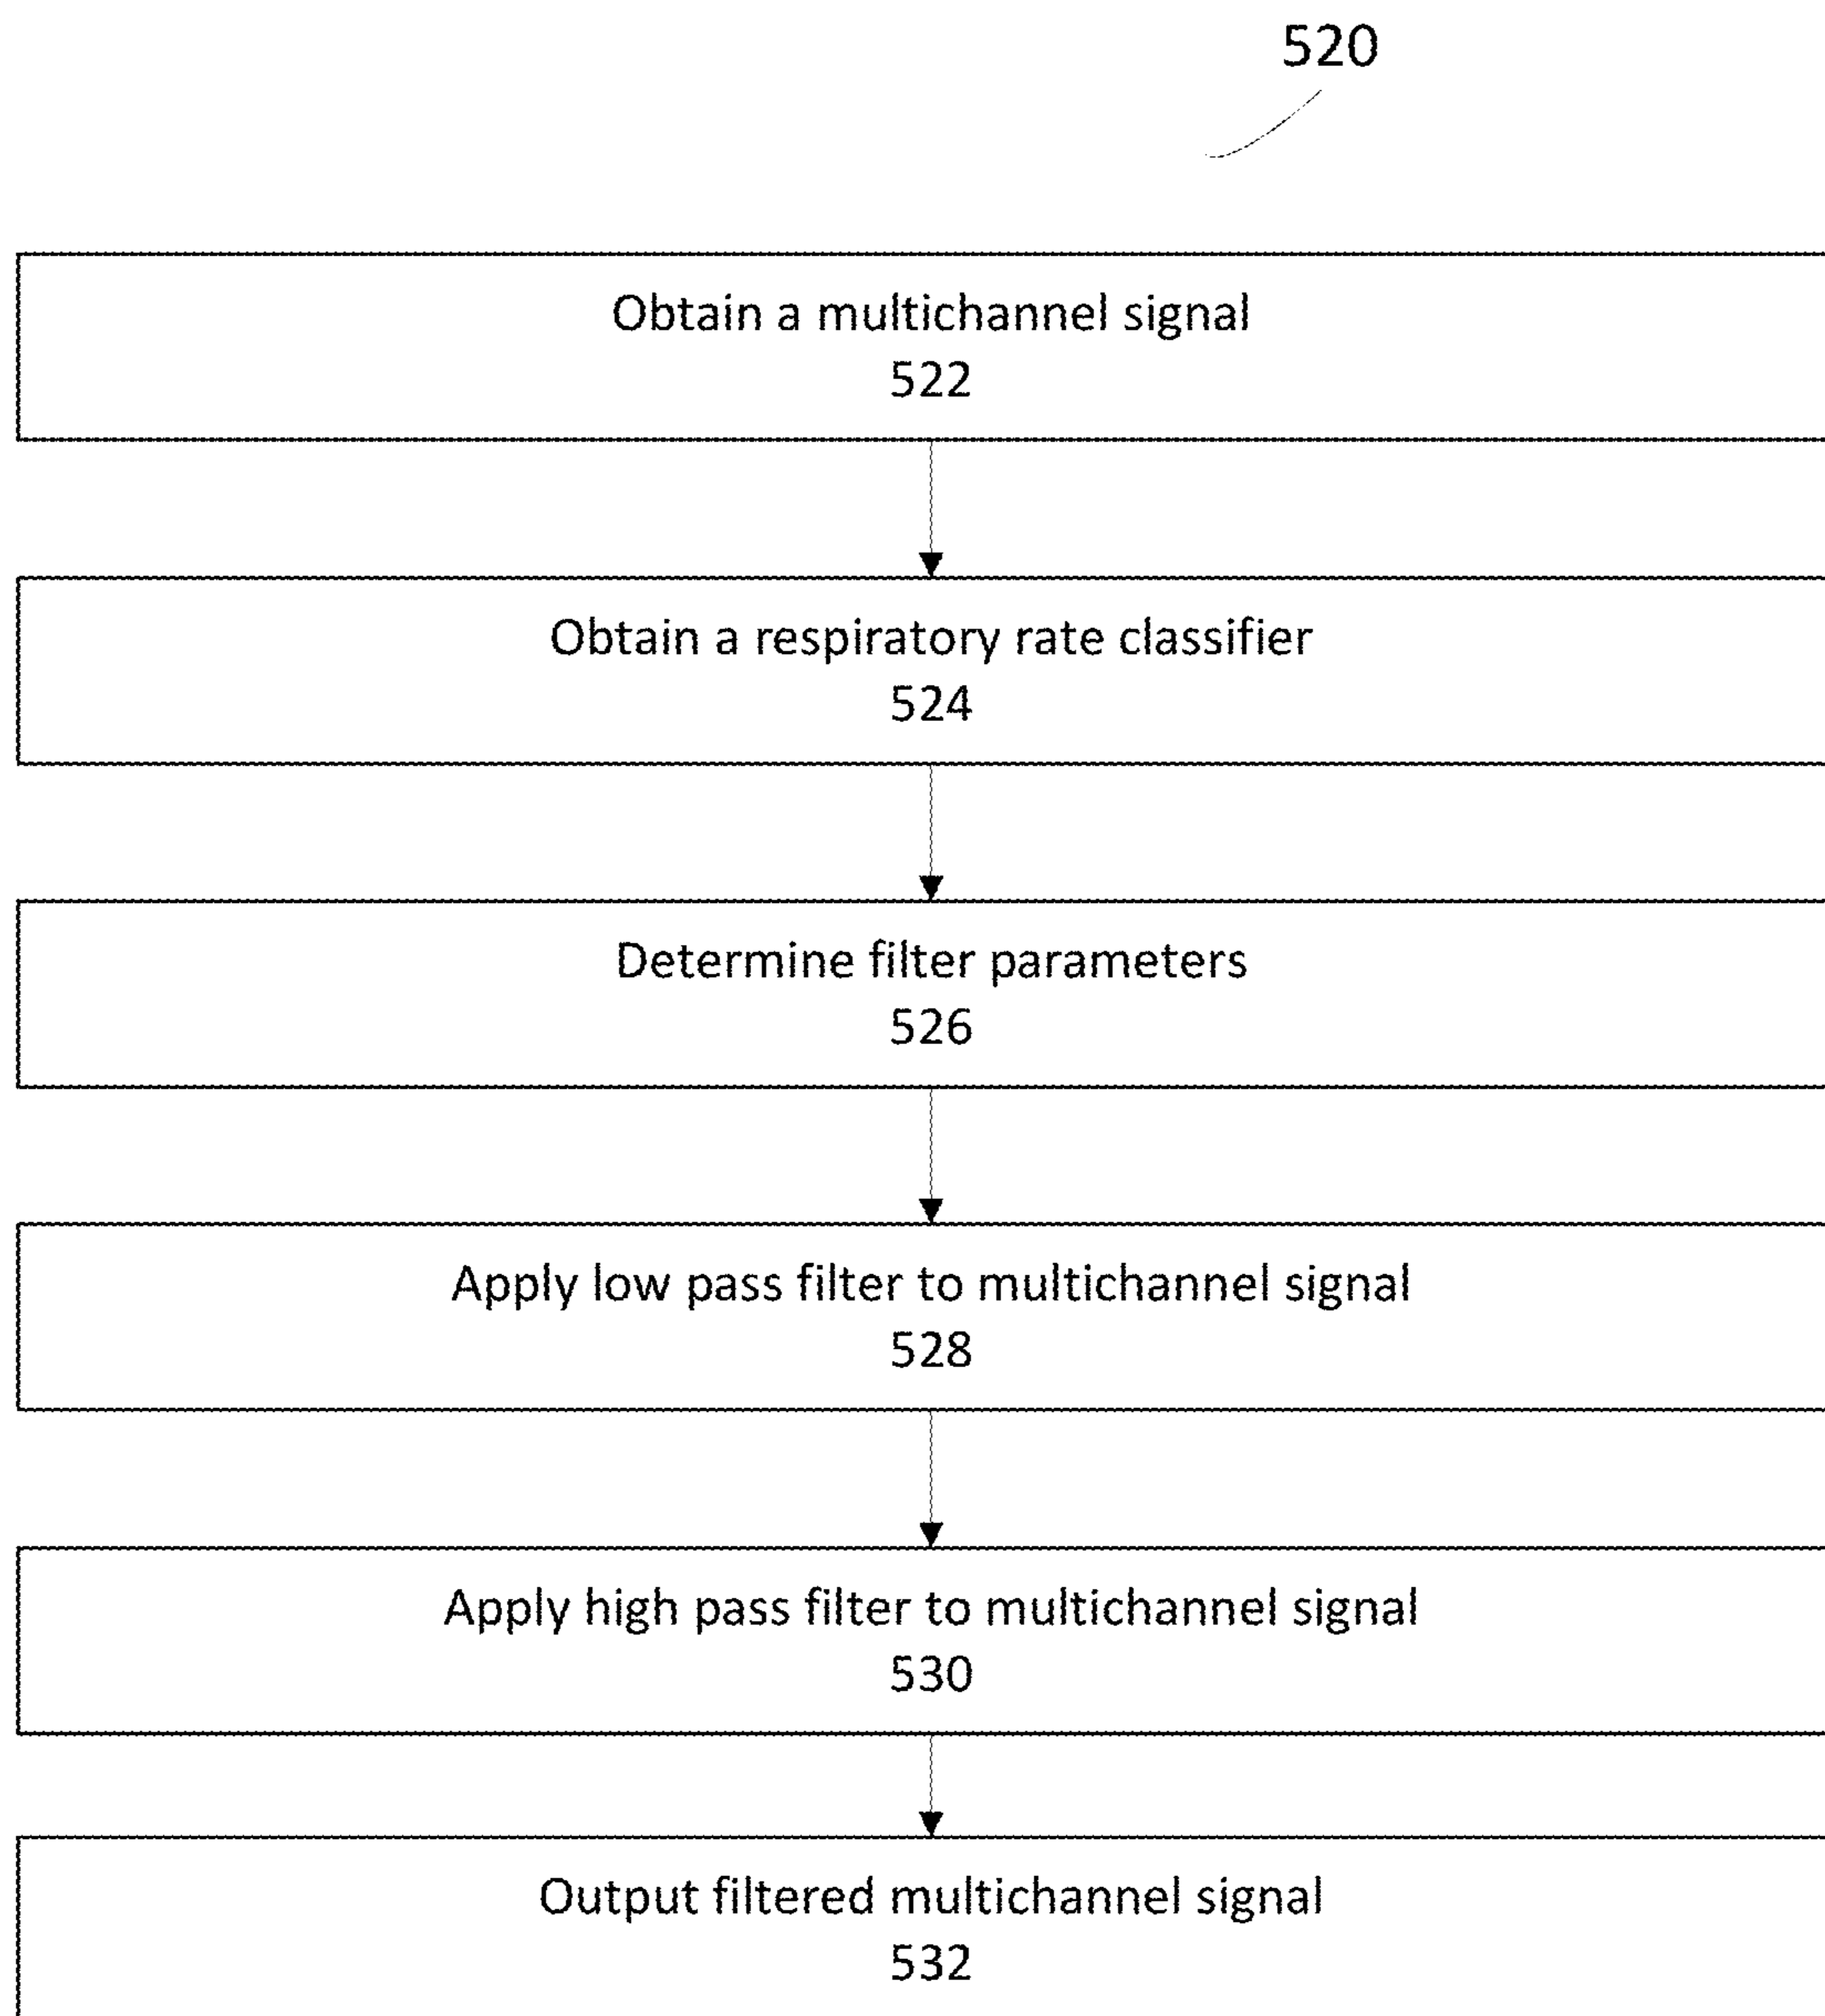 520
Obtain a multichannel signal
522
Obtain a respiratory rate classifier
524
Determine filter parameters
526
Apply low pass filter to multichannel signal
528
Apply high pass filter to multichannel signal
530
Output filtered multichannel signal
532